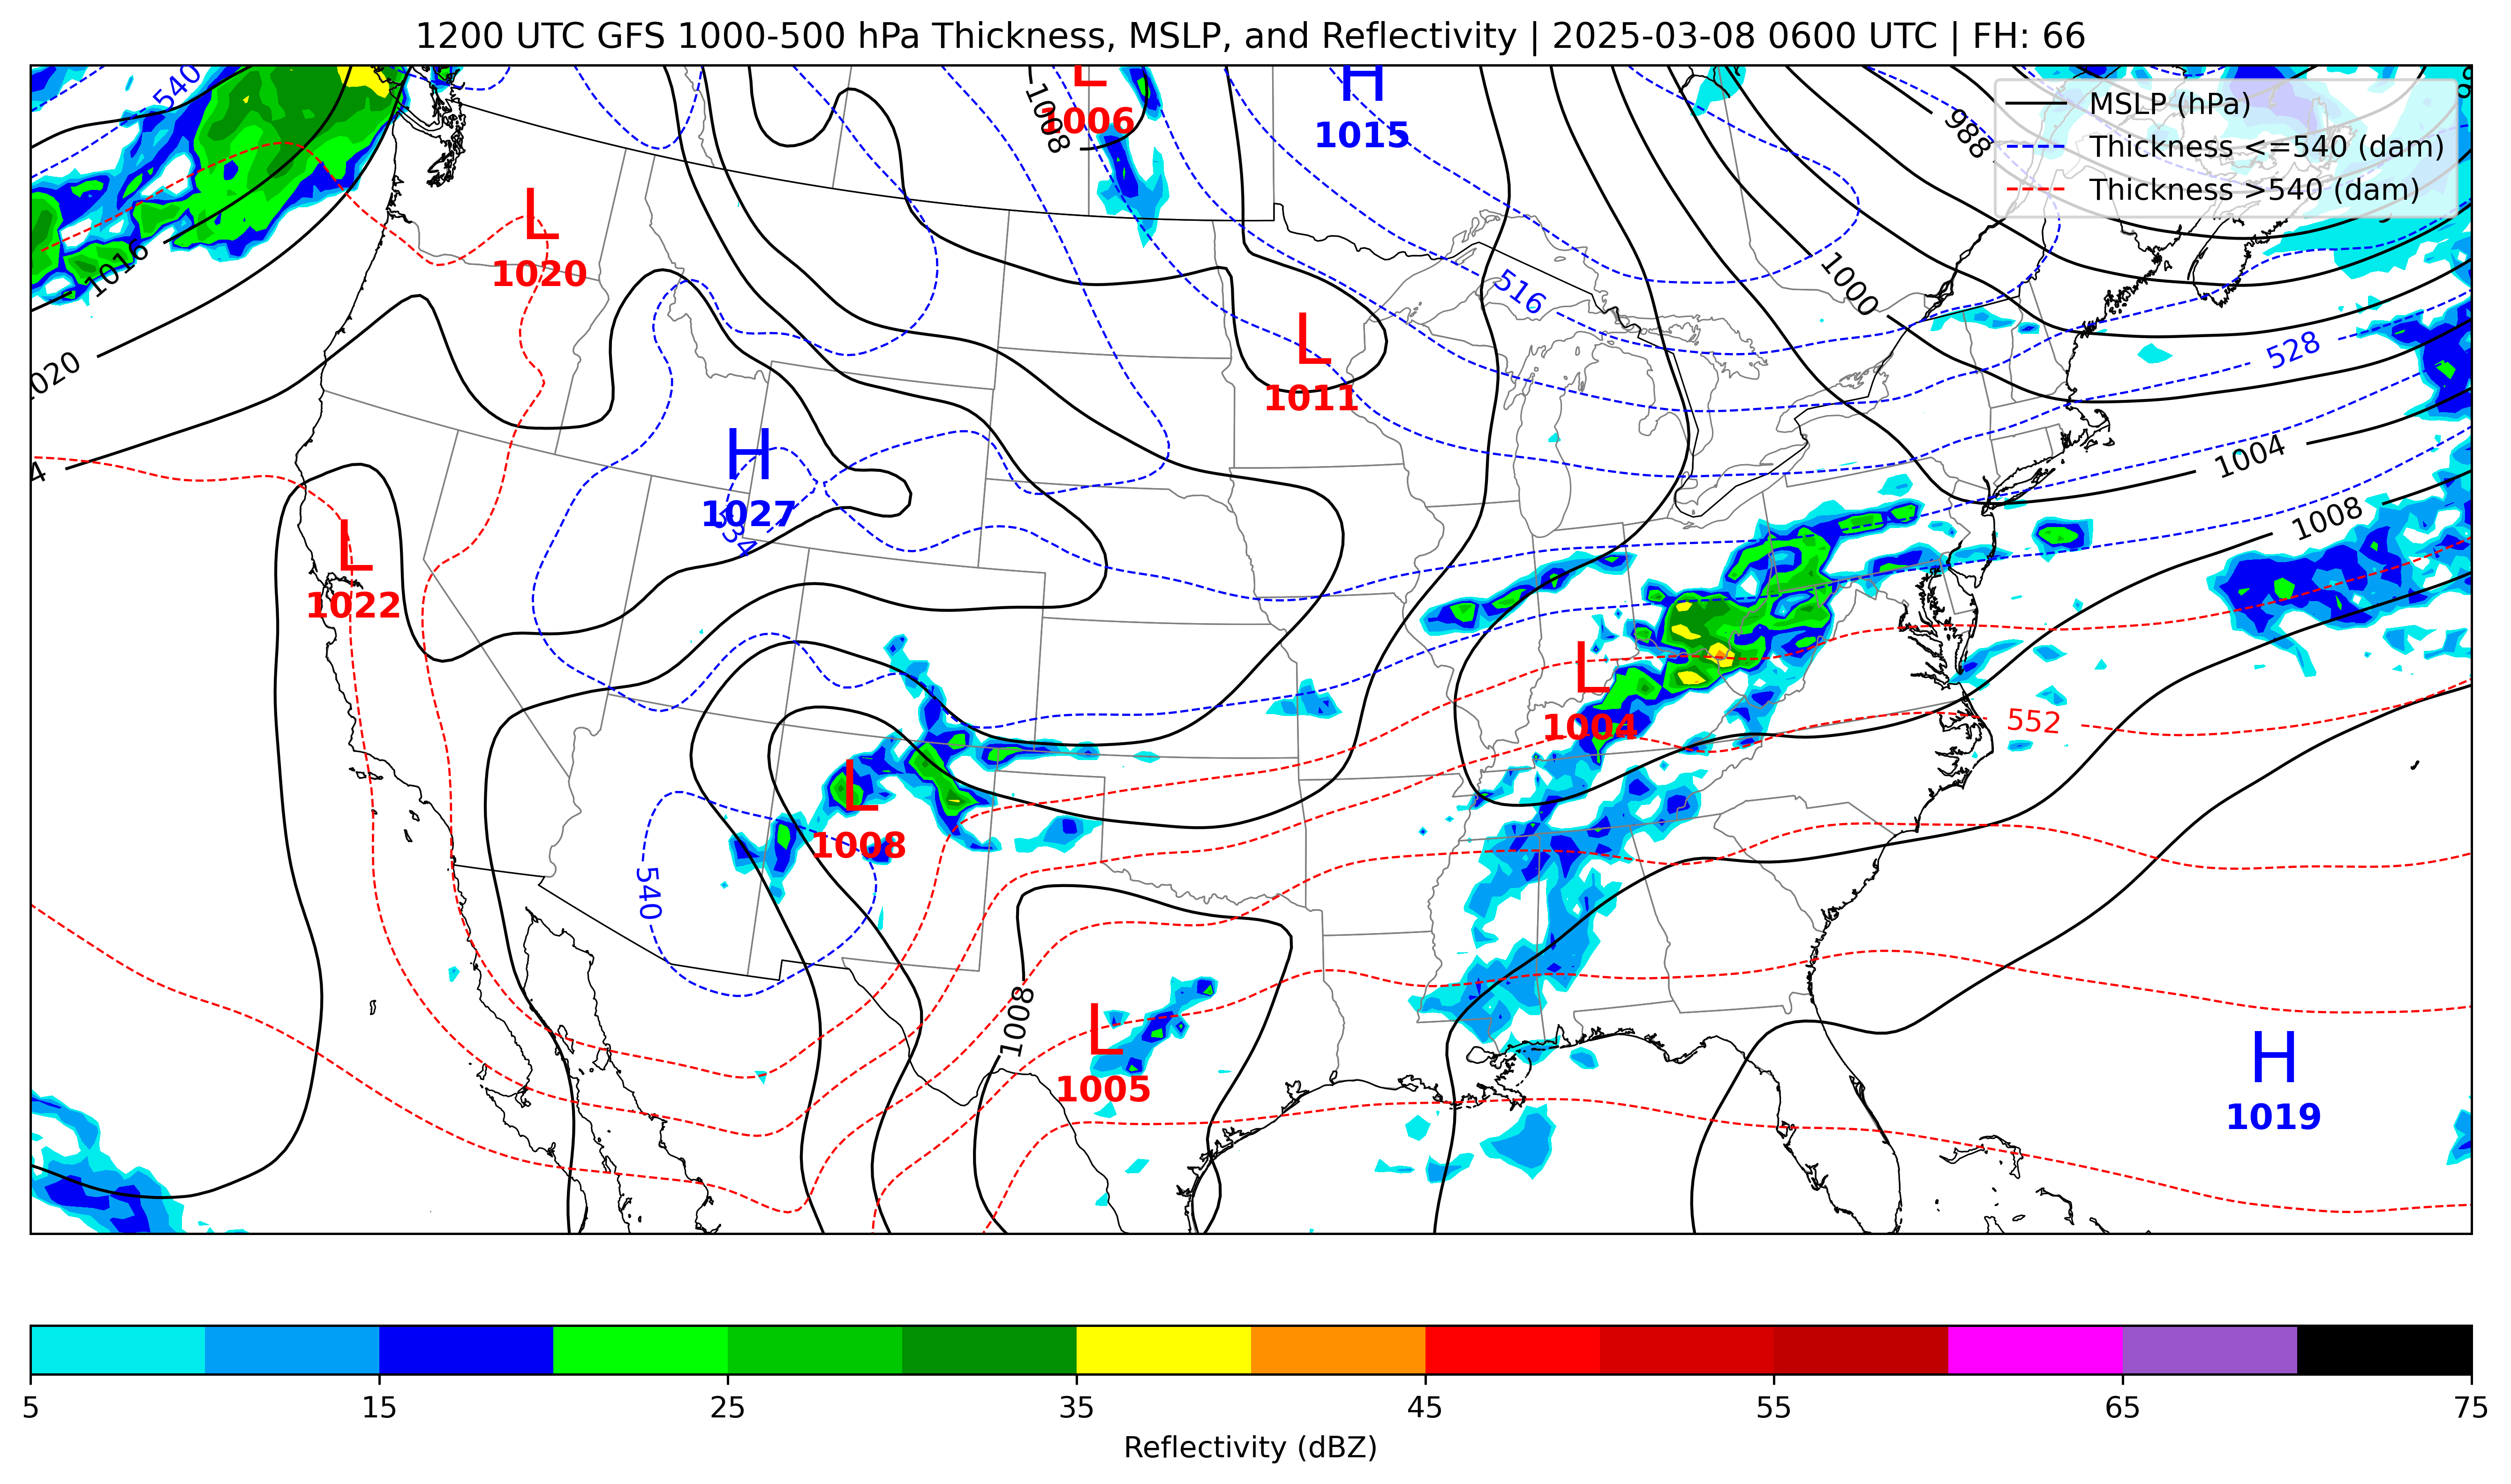 1200 UTC GFS 1000-500 hPa Thickness, MSLP, and Reflectivity | 2025-03-08 0600 UTC | FH: 66
MSLP (hPa)
Thickness <=540 (dam)
Thickness >540 (dam)
540
1008
L
1006
H
1015
988
L
1020
1016
516
1000
L
1011
528
1020
4
H
1027
534
1004
1008
L
1022
L
1004
552
L
1008
540
1008
L
1005
H
1019
5
15
25
35
45
55
65
75
Reflectivity (dBZ)